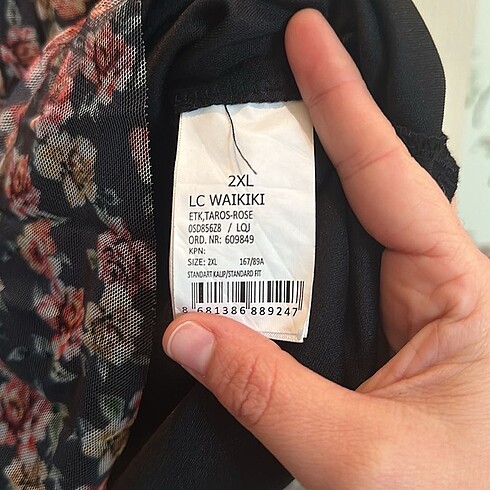 2XL
LC WAIKIKI
ETK,TAROS-ROSE
0SD856Z8 / LQJ
ORD. NR: 609849
KPN:
SIZE: 2XL 167/89A
STANDART KALIP/STANDARD FIT
8 681386 889247